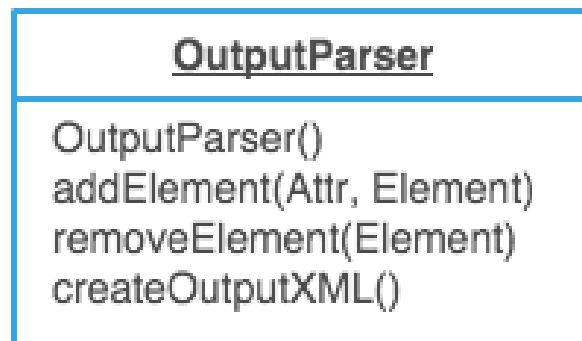 OutputParser
OutputParser()
addElement(Attr, Element)
removeElement(Element)
createOutputXML()